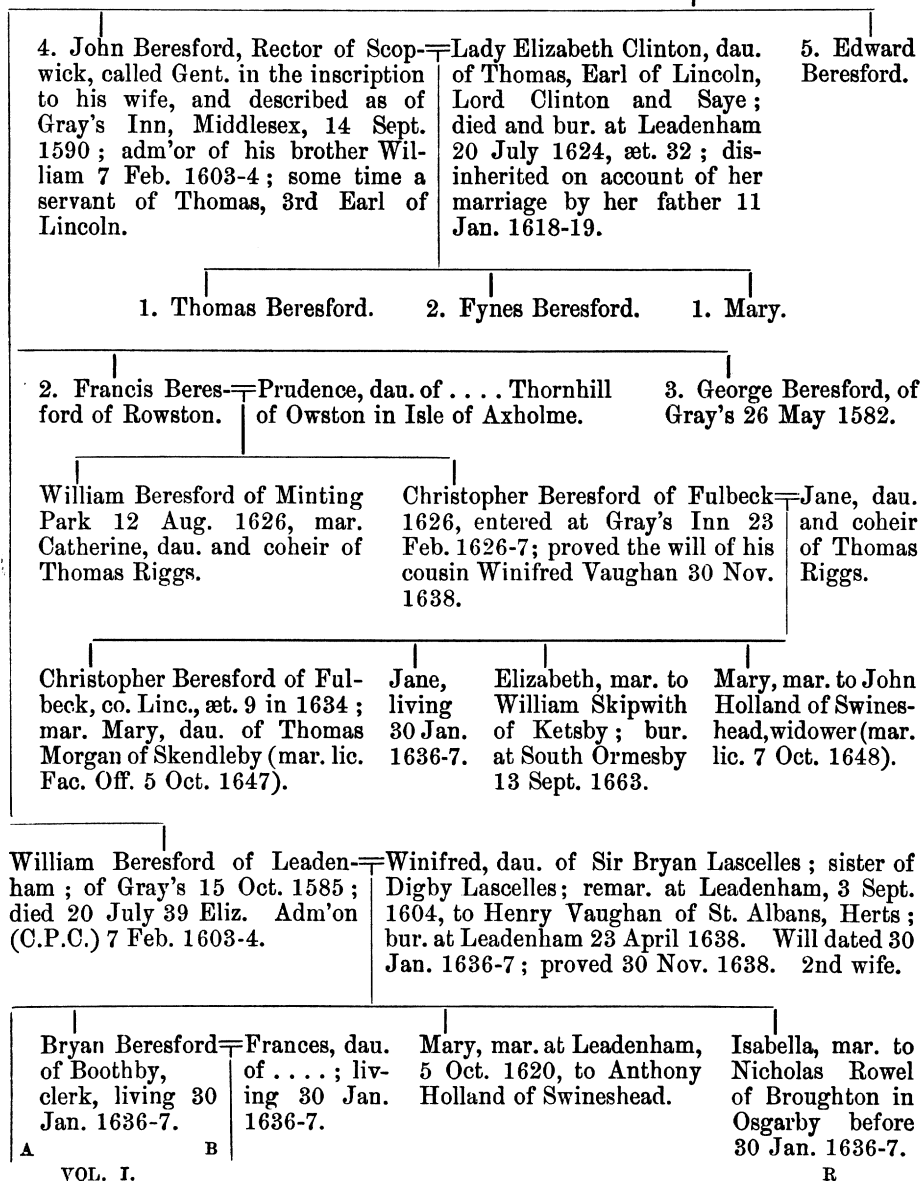 4. John Beresford, Rector of Scop-
wick, called Gent. in the inscription
to his wife, and described as of
Gray's Inn, Middlesex, 14 Sept.
1590 ; adm'or of his brother Wil-
liam 7 Feb. 1603-4 ; some time a
servant of Thomas, 3rd Earl of
Lincoln.
Lady Elizabeth Clinton, dau.
of Thomas, Earl of Lincoln,
Lord Clinton and Saye ;
died and bur. at Leadenham
20 July 1624, æt. 32 ; dis-
inherited on account of her
marriage by her father 11
Jan. 1618-19.
5. Edward
Beresford.
1. Thomas Beresford.
2. Fynes Beresford.
1. Mary.
2. Francis Beres-
ford of Rowston.
Prudence, dau. of . . . . Thornhill
of Owston in Isle of Axholme.
3. George Beresford, of
Gray's 26 May 1582.
William Beresford of Minting
Park 12 Aug. 1626, mar.
Catherine, dau. and coheir of
Thomas Riggs.
Christopher Beresford of Fulbeck
1626, entered at Gray's Inn 23
Feb. 1626-7; proved the will of his
cousin Winifred Vaughan 30 Nov.
1638.
Jane, dau.
and coheir
of Thomas
Riggs.
Christopher Beresford of Ful-
beck, co. Linc., æt. 9 in 1634 ;
mar. Mary, dau. of Thomas
Morgan of Skendleby (mar. lic.
Fac. Off. 5 Oct. 1647).
Jane,
living
30 Jan.
1636-7.
Elizabeth, mar. to
William Skipwith
of Ketsby ; bur.
at South Ormesby
13 Sept. 1663.
Mary, mar. to John
Holland of Swines-
head, widower (mar.
lic. 7 Oct. 1648).
William Beresford of Leaden-
ham ; of Gray's 15 Oct. 1585 ;
died 20 July 39 Eliz. Adm'on
(C.P.C.) 7 Feb. 1603-4.
Winifred, dau. of Sir Bryan Lascelles ; sister of
Digby Lascelles; remar. at Leadenham, 3 Sept.
1604, to Henry Vaughan of St. Albans, Herts ;
bur. at Leadenham 23 April 1638. Will dated 30
Jan. 1636-7 ; proved 30 Nov. 1638. 2nd wife.
Bryan Beresford
of Boothby,
clerk, living 30
Jan. 1636-7.
Frances, dau.
of . . . . ; liv-
ing 30 Jan.
1636-7.
Mary, mar. at Leadenham,
5 Oct. 1620, to Anthony
Holland of Swineshead.
Isabella, mar. to
Nicholas Rowel
of Broughton in
Osgarby before
30 Jan. 1636-7.
A B
VOL. I. R